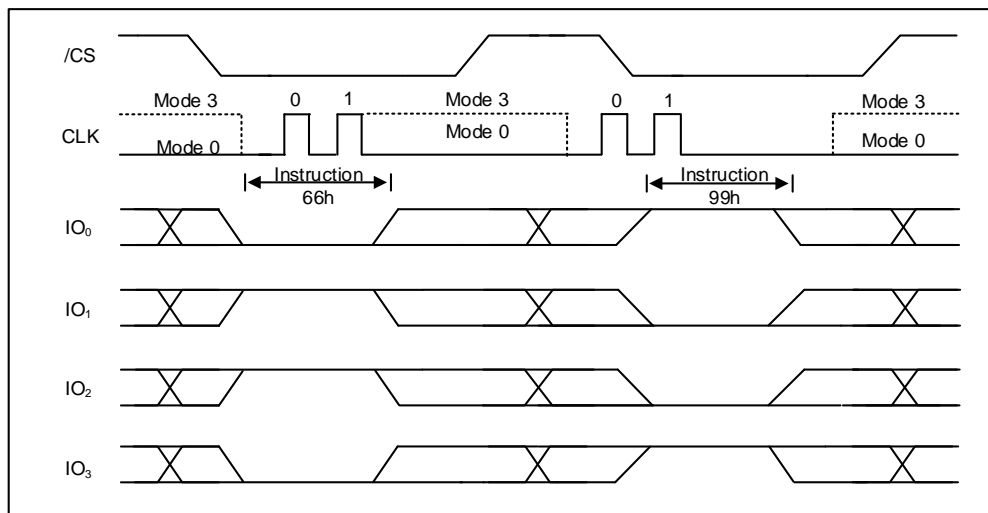 /CS
Mode 3 0 1 Mode 3 0 1 Mode 3
CLK
Mode 0 Mode 0 Mode 0
Instruction Instruction
66h 99h
IO₀
IO₁
IO₂
IO₃